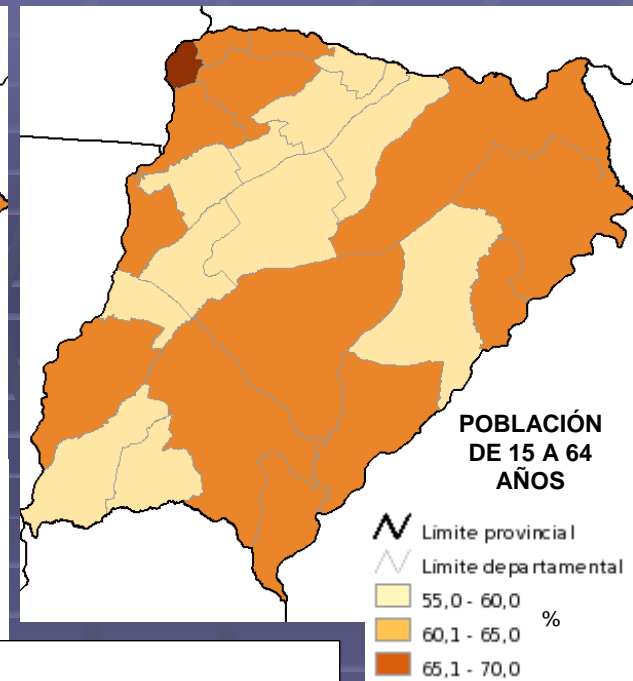 POBLACIÓN
DE 15 A 64
AÑOS
Límite provincial
Límite departamental
55,0 - 60,0
%
60,1 - 65,0
65,1 - 70,0